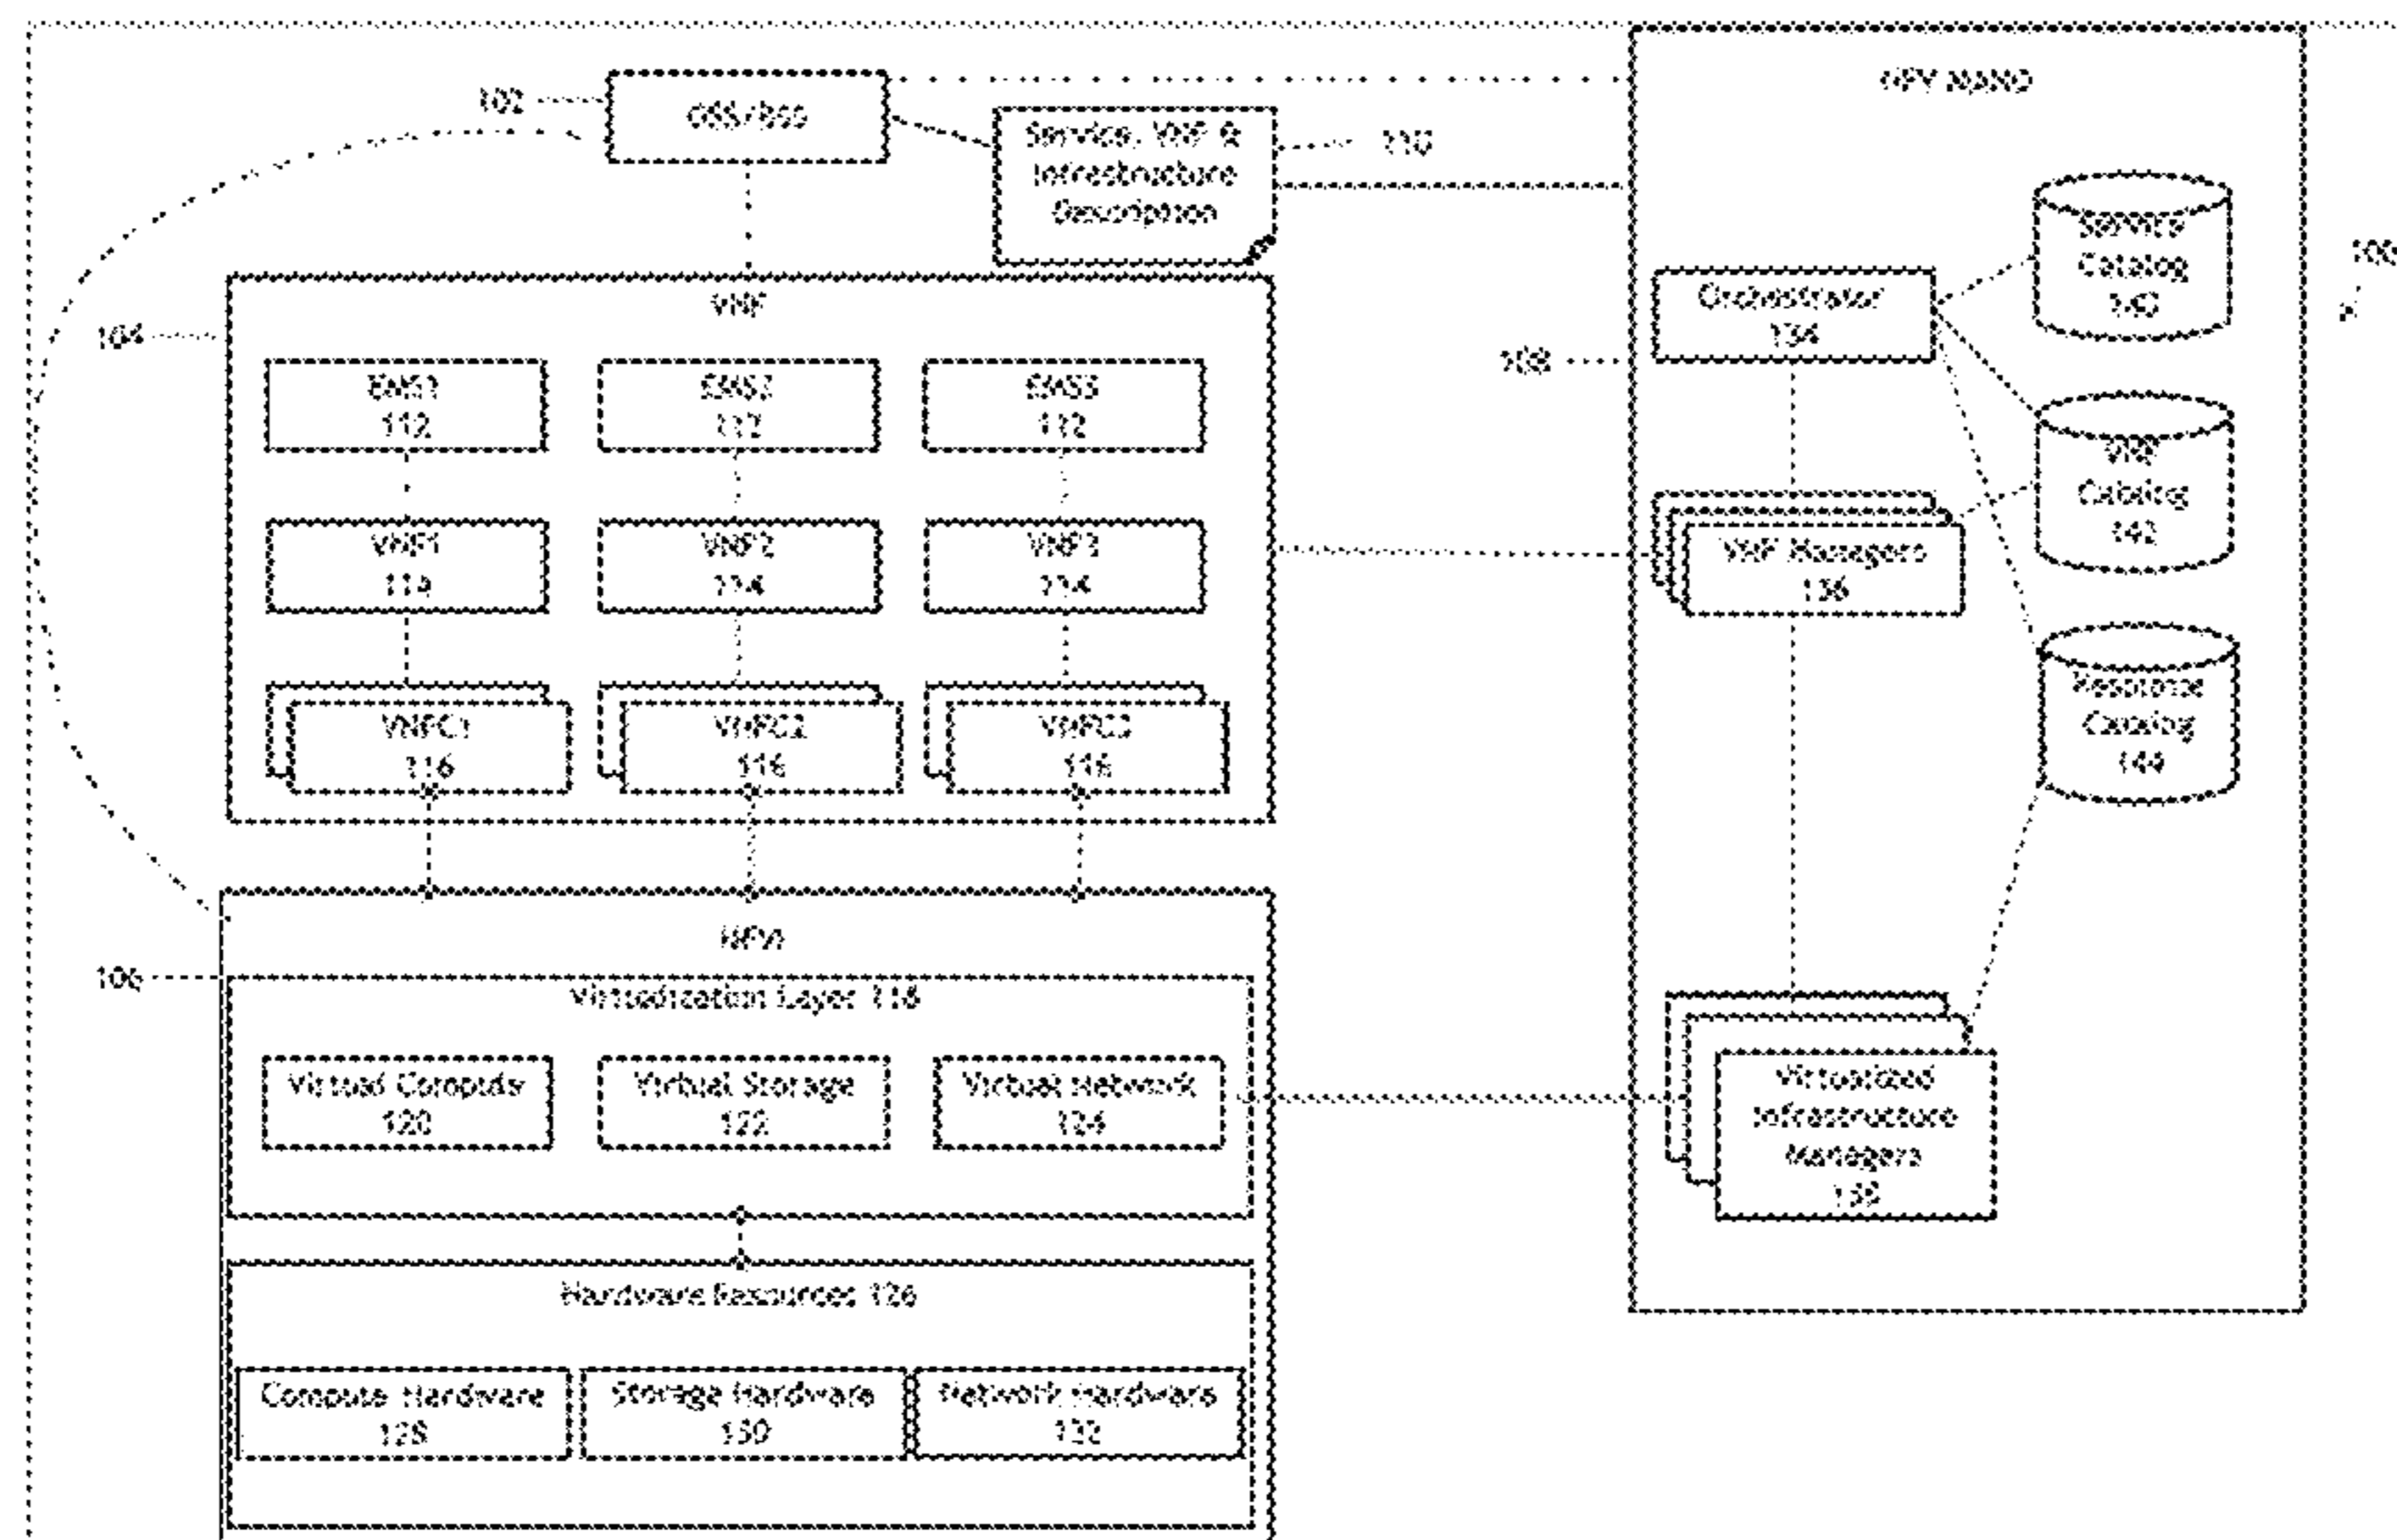 102
OSS/BSS
Service, VNF &
Infrastructure
Description
110
NFV MANO
Service
Catalog
140
100
VNF
104
EMS1
112
EMS2
112
EMS3
112
Orchestrator
134
108
VNF
Catalog
142
VNF1
114
VNF2
114
VNF3
114
VNF Managers
136
VNFC1
116
VNFC2
116
VNFC3
116
Resource
Catalog
144
NFVI
106
Virtualization Layer 118
Virtual Compute
120
Virtual Storage
122
Virtual Network
124
Virtualized
Infrastructure
Managers
138
Hardware Resources 126
Compute Hardware
128
Storage Hardware
130
Network Hardware
132